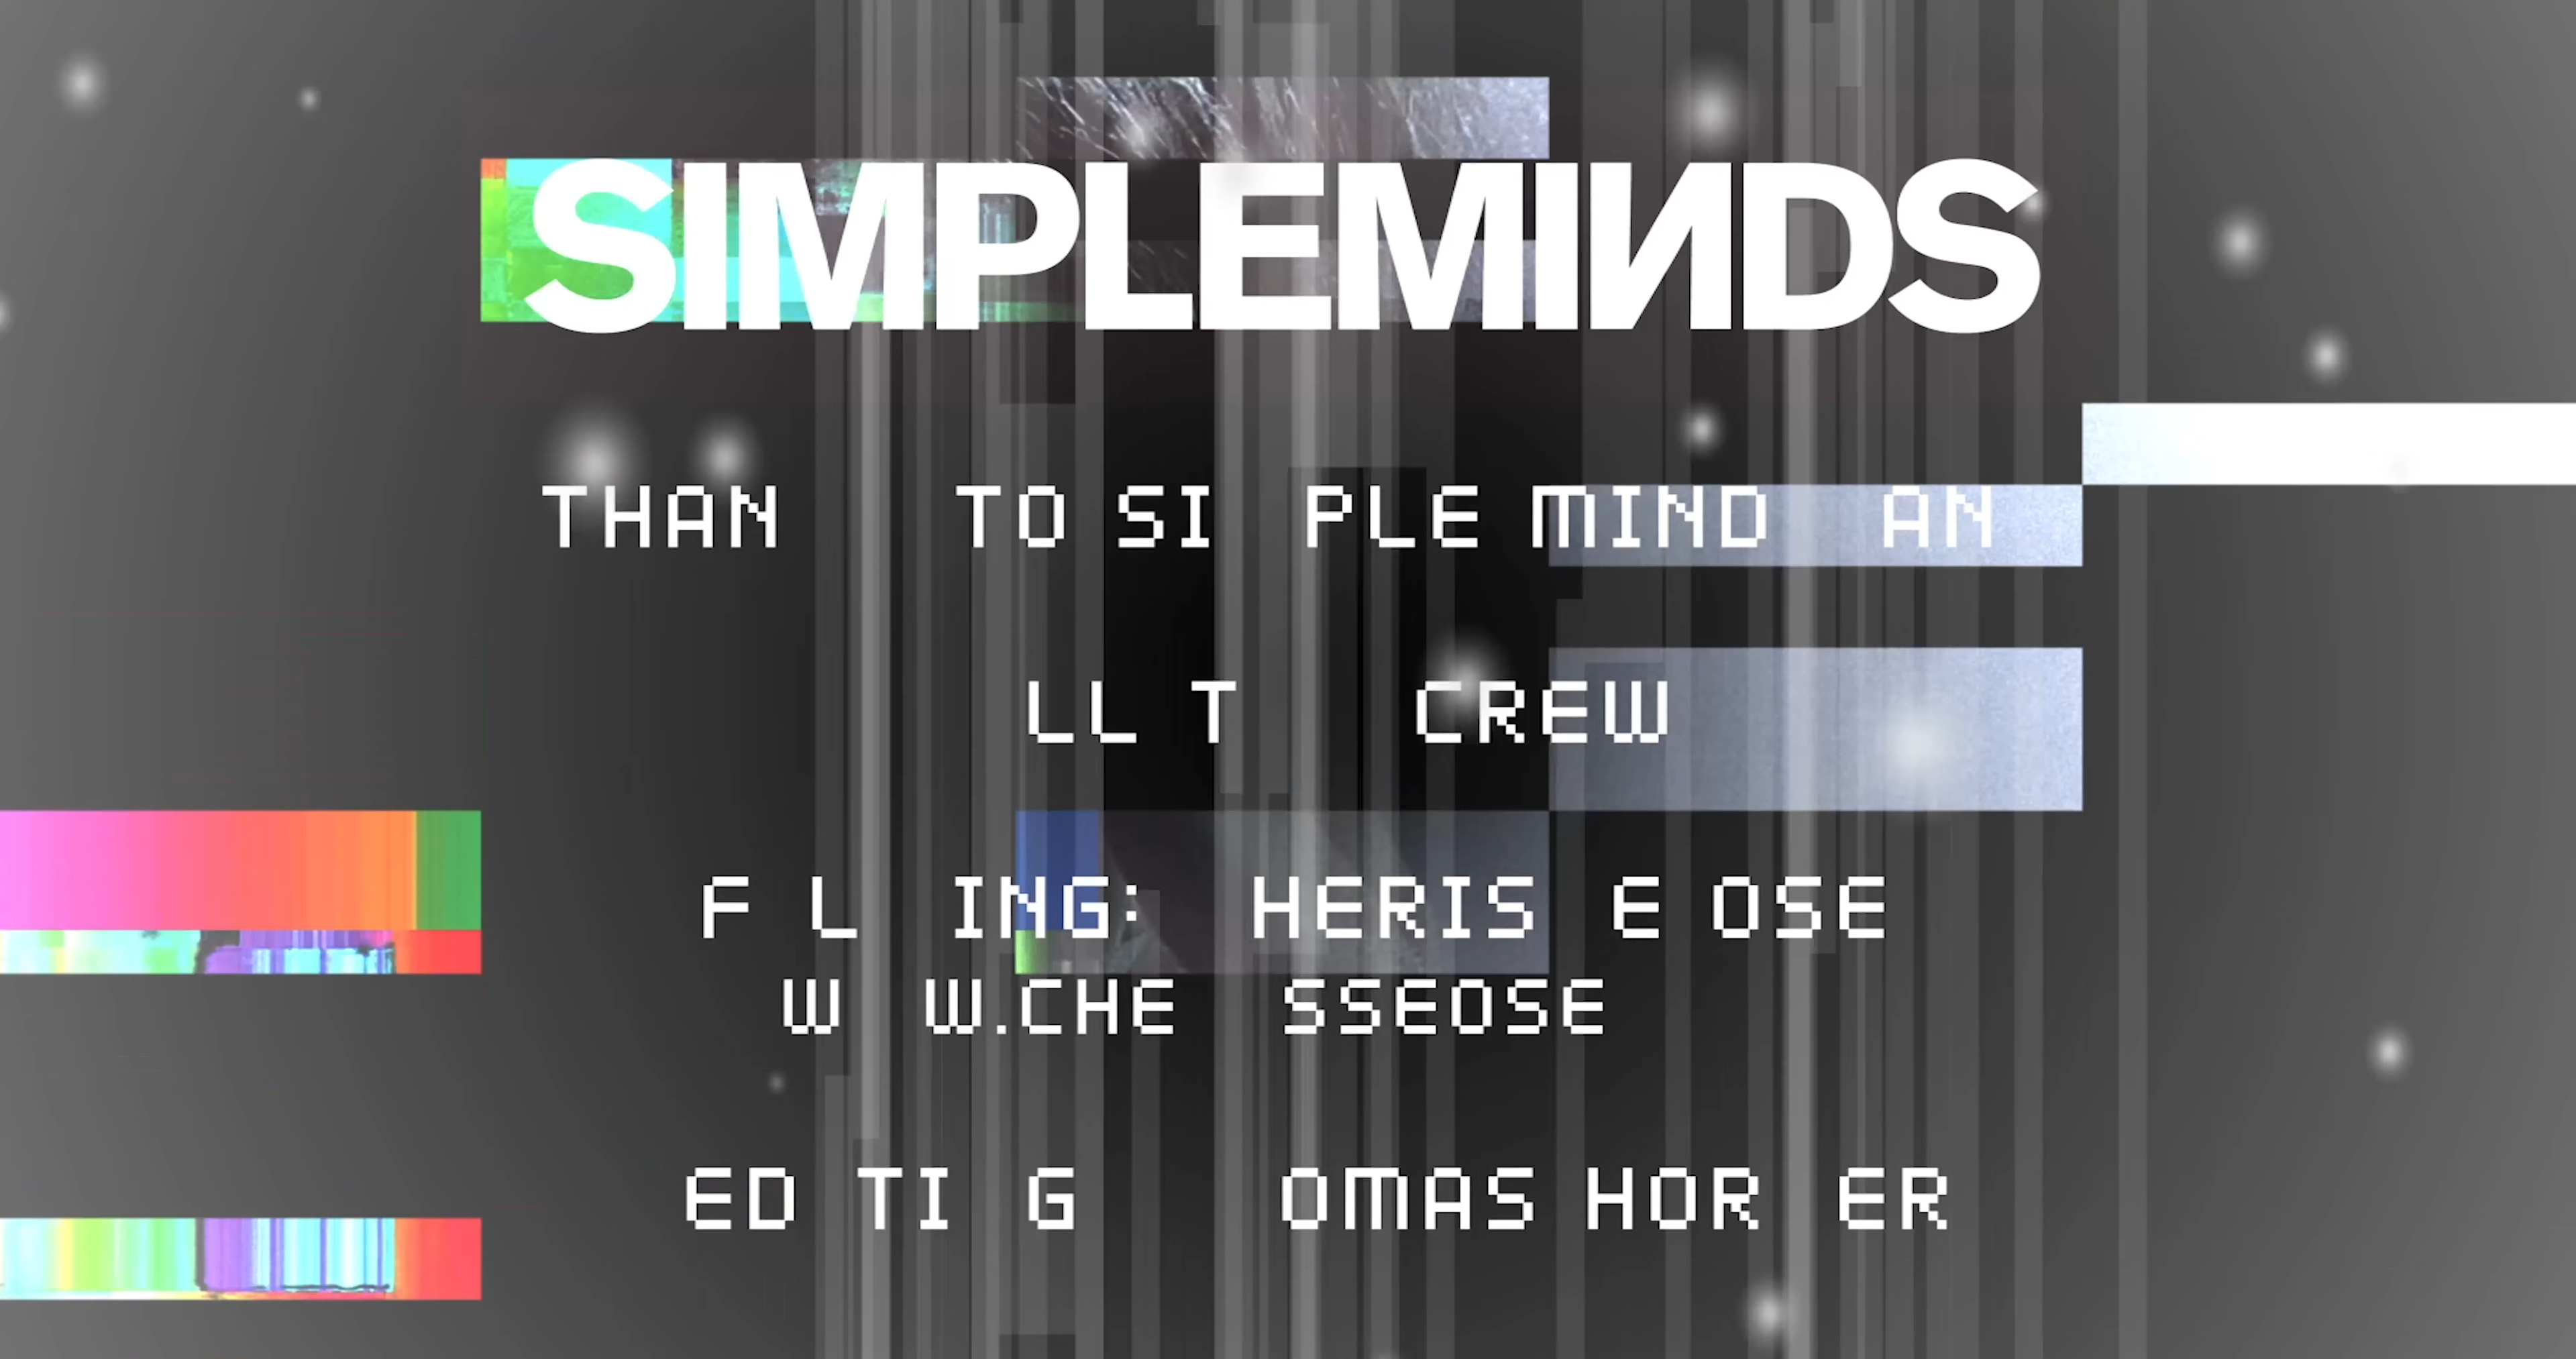 SIMPLEMINDS
THAN TO SI PLE MIND AN
LL T CREW
F L ING: HERIS E OSE
W W.CHE SSEOSE
ED TI G OMAS HOR ER